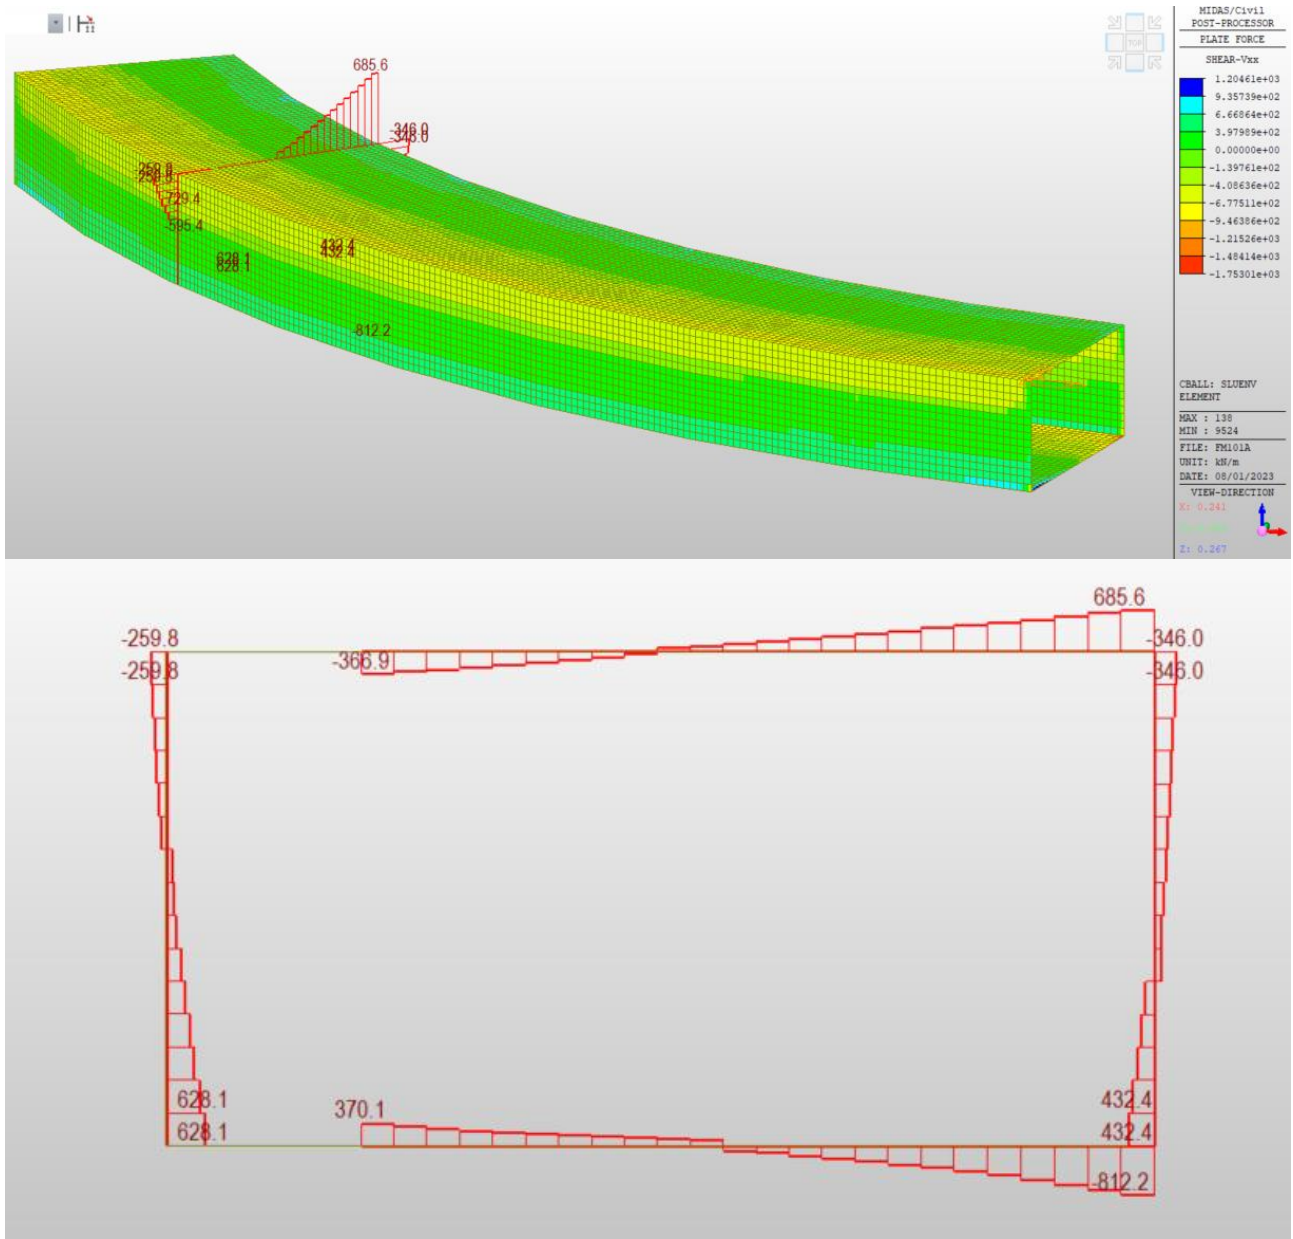 MIDAS/Civil
POST-PROCESSOR
PLATE FORCE
SHEAR-Vxx
1.20461e+03
9.35739e+02
6.66864e+02
3.97989e+02
0.00000e+00
-1.39761e+02
-4.08636e+02
-6.77511e+02
-9.46386e+02
-1.21526e+03
-1.48414e+03
-1.75301e+03
CBALL: SLUENV
ELEMENT
MAX : 138
MIN : 9524
FILE: FM101A
UNIT: kN/m
DATE: 08/01/2023
VIEW-DIRECTION
X: 0.241
Z: 0.267
TOP
685.6
-346.0
-346.0
-259.8
-259.8
-729.4
-595.4
432.4
432.4
628.1
628.1
-812.2
685.6
-259.8
-346.0
-259.8
-366.9
-346.0
628.1
370.1
432.4
628.1
432.4
-812.2